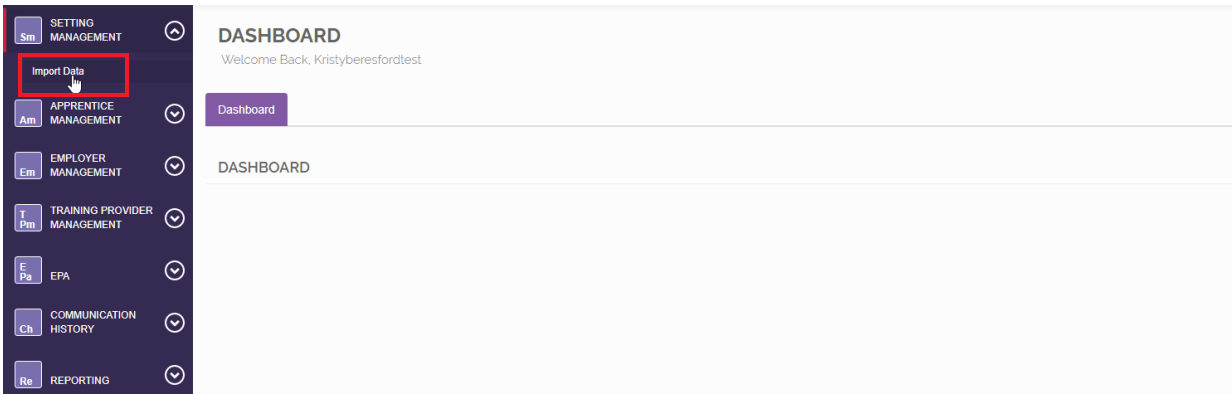 Sm
SETTING
MANAGEMENT
Import Data
Am
APPRENTICE
MANAGEMENT
Em
EMPLOYER
MANAGEMENT
T
Pm
TRAINING PROVIDER
MANAGEMENT
E
Pa
EPA
Ch
COMMUNICATION
HISTORY
Re
REPORTING
DASHBOARD
Welcome Back, Kristyberesfordtest
Dashboard
DASHBOARD